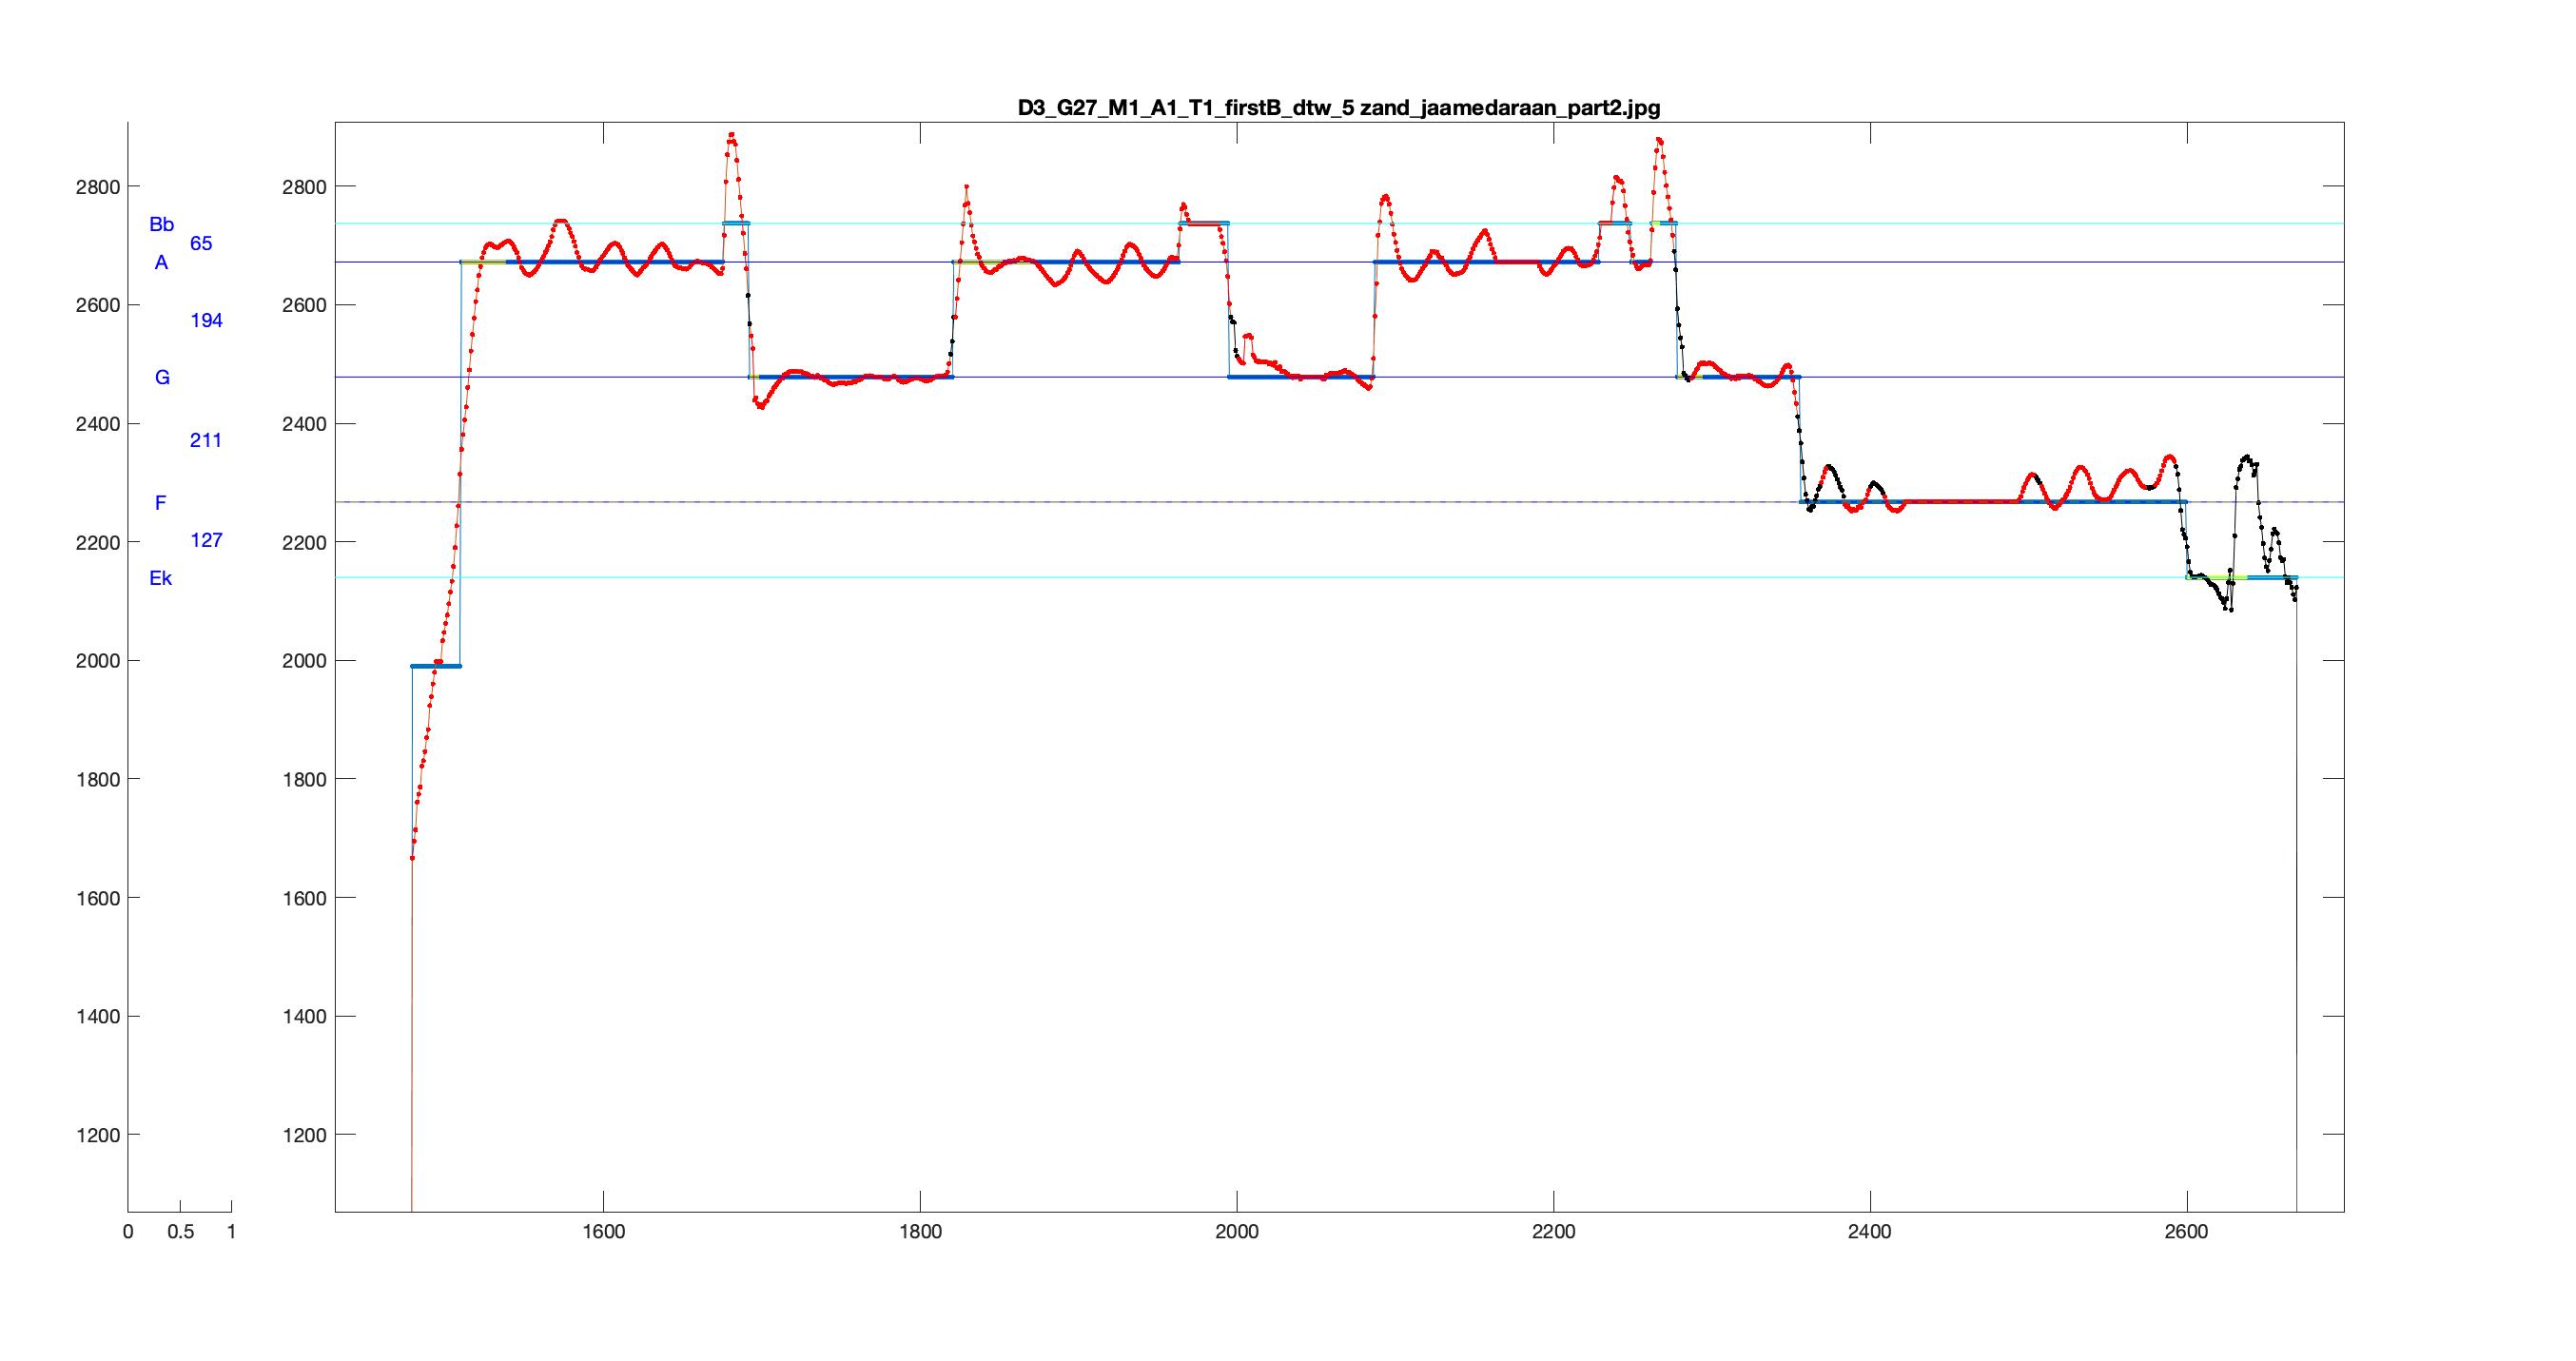 D3_G27_M1_A1_T1_firstB_dtw_5 zand_jaamedaraan_part2.jpg
2800 2800
Bb
65
A
2600 194 2600
G
2400 211 2400
F
2200 127 2200
Ek
2000 2000
1800 1800
1600 1600
1400 1400
1200 1200
0 0.5 1 1600 1800 2000 2200 2400 2600